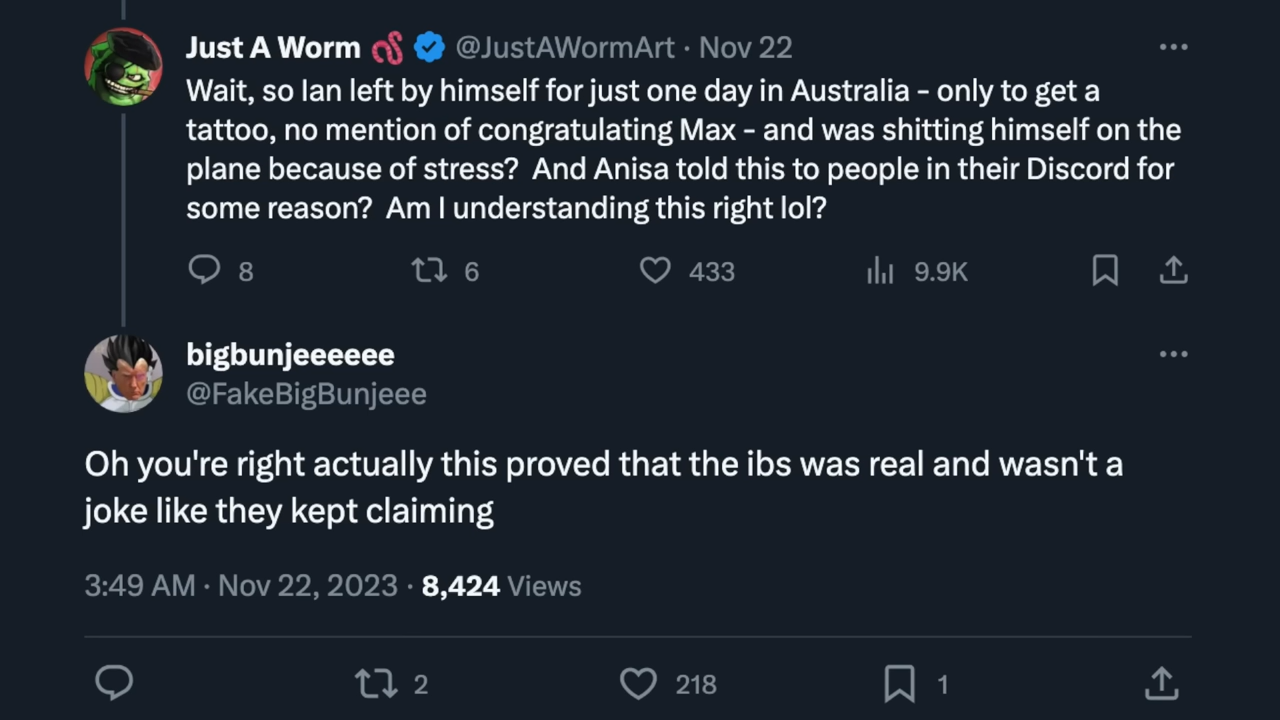 Just A Worm @JustAWormArt · Nov 22
Wait, so Ian left by himself for just one day in Australia - only to get a
tattoo, no mention of congratulating Max - and was shitting himself on the
plane because of stress?  And Anisa told this to people in their Discord for
some reason?  Am I understanding this right lol?
8 6 433 9.9K
bigbunjeeeeee
@FakeBigBunjeee
Oh you're right actually this proved that the ibs was real and wasn't a
joke like they kept claiming
3:49 AM · Nov 22, 2023 · 8,424 Views
2 218 1